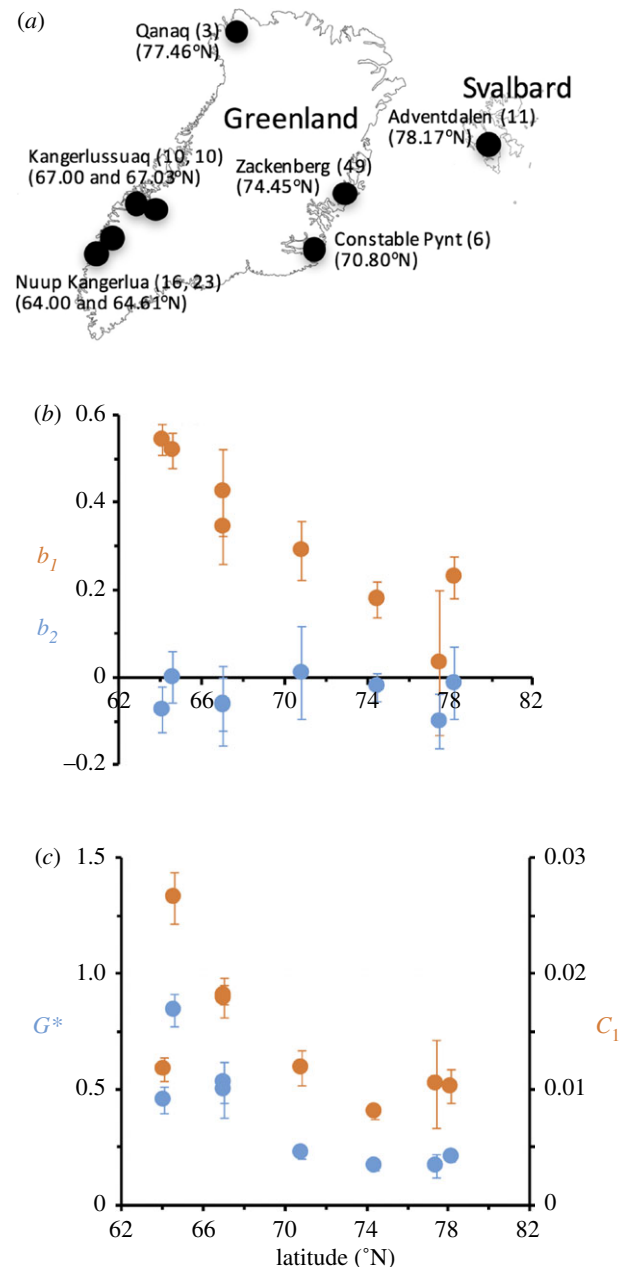 (a)
Qanaq (3)
(77.46°N)
Svalbard
Greenland
Adventdalen (11)
(78.17°N)
Kangerlussuaq (10, 10)
(67.00 and 67.03°N)
Zackenberg (49)
(74.45°N)
Constable Pynt (6)
(70.80°N)
Nuup Kangerlua (16, 23)
(64.00 and 64.61°N)
(b)
0.6
0.4
b1
0.2
b2
0
62 66 70 74 78 82
–0.2
(c)
1.5 0.03
1.0 0.02
G* C1
0.5 0.01
0 0
62 66 70 74 78 82
latitude (°N)